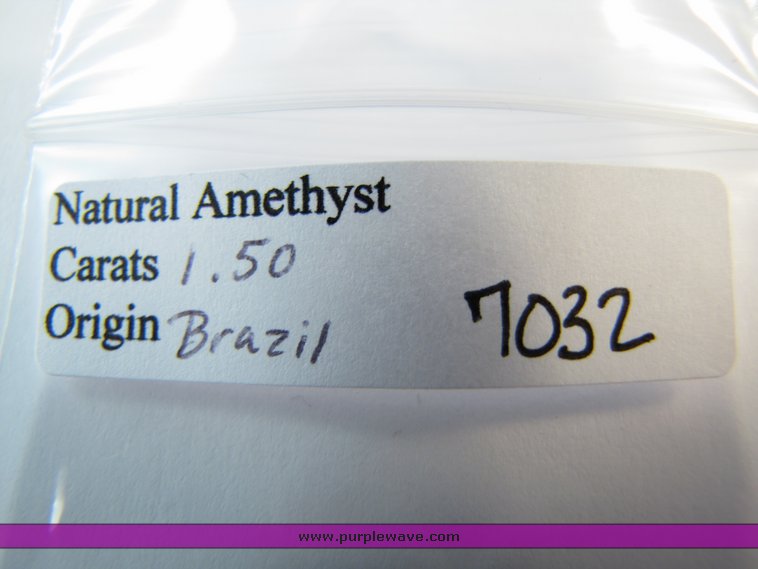 Natural Amethyst
Carats 1.50
Origin Brazil
7032
www.purplewave.com